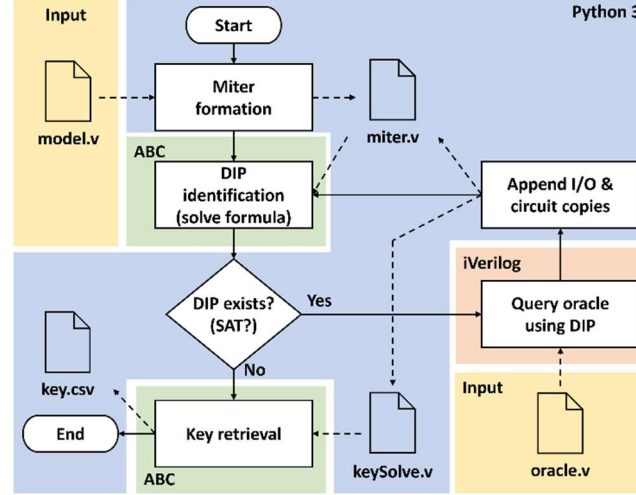 Input
Start
Python 3
Miter
formation
model.v
miter.v
ABC
DIP
identification
(solve formula)
Append I/O &
circuit copies
iVerilog
DIP exists?
(SAT?)
Yes
Query oracle
using DIP
key.csv
No
Input
End
Key retrieval
keySolve.v
oracle.v
ABC